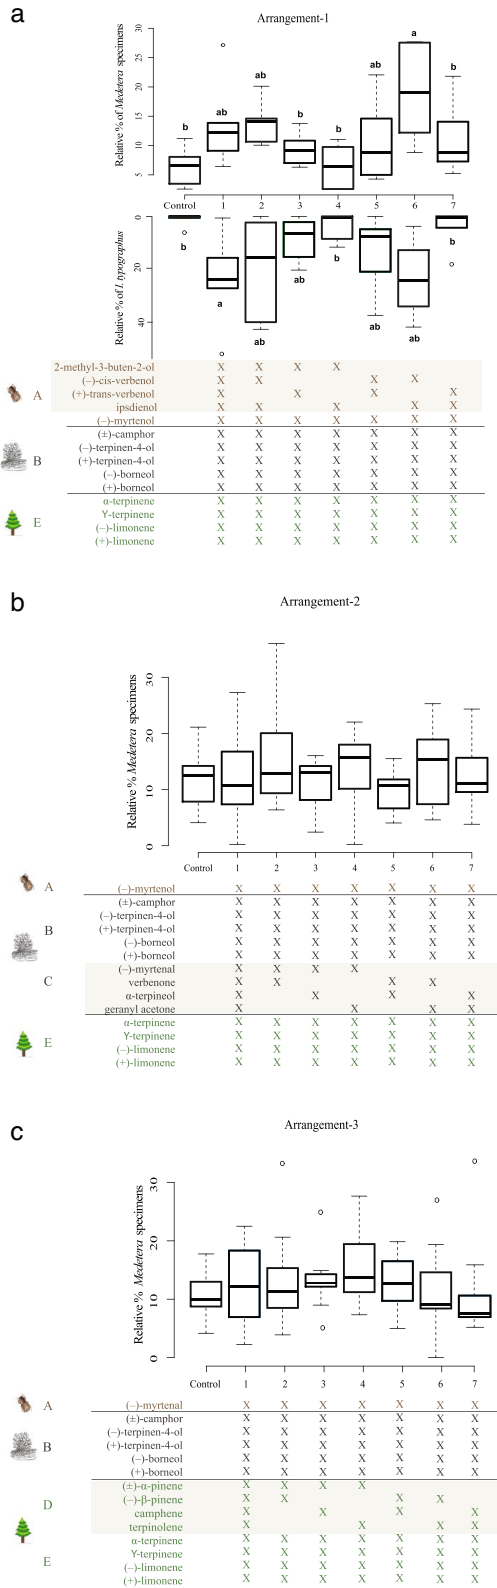 a
Arrangement-1
Relative % of Medetera specimens
30
25
20
15
10
5
b
ab
ab
b
b
ab
a
b
Control 1 2 3 4 5 6 7
Relative % of I. typographus
0
20
40
b
a
ab
ab
b
ab
ab
b
2-methyl-3-buten-2-ol X X X X
(–)-cis-verbenol X X X X
A (+)-trans-verbenol X X X X
ipsdienol X X X X X
(–)-myrtenol X X X X X X X
(±)-camphor X X X X X X X
(–)-terpinen-4-ol X X X X X X X
B (+)-terpinen-4-ol X X X X X X X
(–)-borneol X X X X X X X
(+)-borneol X X X X X X X
α-terpinene X X X X X X X
E ϒ-terpinene X X X X X X X
(–)-limonene X X X X X X X
(+)-limonene X X X X X X X
b
Arrangement-2
Relative % Medetera specimens
30
20
10
0
Control 1 2 3 4 5 6 7
A (–)-myrtenol X X X X X X X
(±)-camphor X X X X X X X
(–)-terpinen-4-ol X X X X X X X
B (+)-terpinen-4-ol X X X X X X X
(–)-borneol X X X X X X X
(+)-borneol X X X X X X X
(–)-myrtenal X X X X
C verbenone X X X X
α-terpineol X X X X
geranyl acetone X X X X
α-terpinene X X X X X X X
E ϒ-terpinene X X X X X X X
(–)-limonene X X X X X X X
(+)-limonene X X X X X X X
c
Arrangement-3
Relative % Medetera specimens
30
20
10
0
Control 1 2 3 4 5 6 7
A (–)-myrtenal X X X X X X X
(±)-camphor X X X X X X X
B (–)-terpinen-4-ol X X X X X X X
(+)-terpinen-4-ol X X X X X X X
(–)-borneol X X X X X X X
(+)-borneol X X X X X X X
(±)-α-pinene X X X X
D (–)-β-pinene X X X X
camphene X X X X
terpinolene X X X X
α-terpinene X X X X X X X
E ϒ-terpinene X X X X X X X
(–)-limonene X X X X X X X
(+)-limonene X X X X X X X